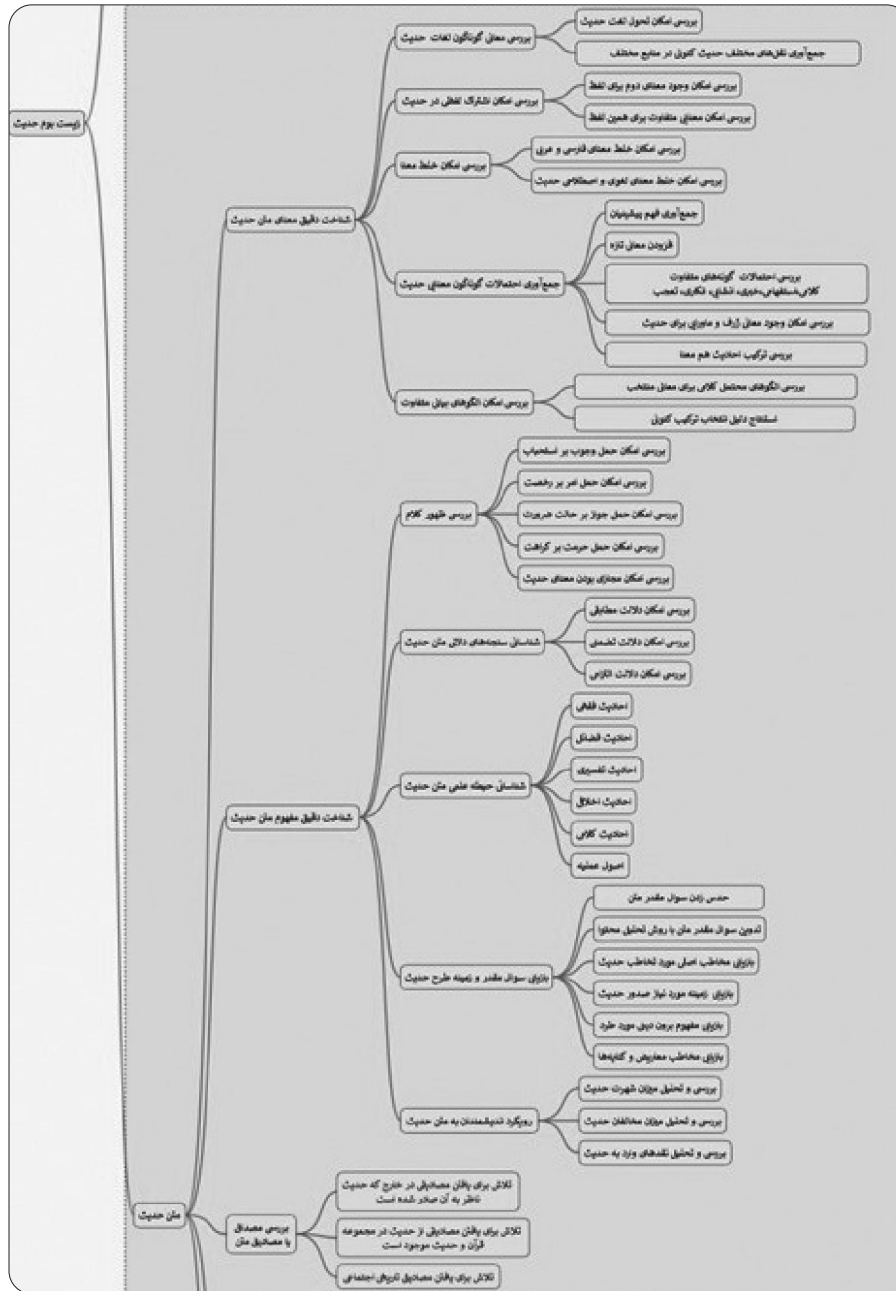 زیست بوم حدیث
شناخت دقیق معنای متن حدیث
بررسی معنی گوناگون لغات حدیث
بررسی امکان تحول لغت حدیث
جمع‌آوری نقل‌های مختلف حدیث کنونی در منابع مختلف
بررسی امکان اشتراک لفظی در حدیث
بررسی امکان وجود معنای دوم برای لفظ
بررسی امکان معنایی متفاوت برای همین لفظ
بررسی امکان خلط معنا
بررسی امکان خلط معنای فارسی و عربی
بررسی امکان خلط معنای لغوی و اصطلاحی حدیث
جمع‌آوری احتمالات گوناگون معنایی حدیث
جمع‌آوری فهم پیشینیان
افزودن معنی تازه
بررسی احتمالات گونه‌های متفاوت
کلامی،استفهامی،خبری، انشایی، انکاری، تعجب
بررسی امکان وجود معنی ژرف و ماورایی برای حدیث
بررسی ترکیب احادیث هم معنا
بررسی امکان الگوهای بیانی متفاوت
بررسی الگوهای محتمل کلامی برای معنی منتخب
استنتاج دلیل انتخاب ترکیب کنونی
شناخت دقیق مفهوم متن حدیث
بررسی ظهور کلام
بررسی امکان حمل وجوب بر استحباب
بررسی امکان حمل امر بر رخصت
بررسی امکان حمل جواز بر حالت ضرورت
بررسی امکان حمل حرمت بر کراهت
بررسی امکان مجازی بودن معنای حدیث
شناسائی سنجه‌های دلالی متن حدیث
بررسی امکان دلالت مطابقی
بررسی امکان دلالت تضمنی
بررسی امکان دلالت التزامی
شناسائی حیطه علمی متن حدیث
احادیث فقهی
احادیث فضائل
احادیث تفسیری
احادیث اخلاقی
احادیث کلامی
اصول عملیه
بازیابی سوال مقدر و زمینه طرح حدیث
حدس زدن سوال مقدر متن
تدوین سوال مقدر متن با روش تحلیل محتوا
بازیابی مخاطب اصلی مورد تخاطب حدیث
بازیابی زمینه مورد نیاز صدور حدیث
بازیابی مفهوم برون دینی مورد طرد
بازیابی مخاطب معاریض و کنایه‌ها
رویکرد اندیشمندان به متن حدیث
بررسی و تحلیل میزان شهرت حدیث
بررسی و تحلیل میزان مخالفان حدیث
بررسی و تحلیل نقدهای وارد به حدیث
متن حدیث
بررسی مصداق
یا مصادیق متن
تلاش برای یافتن مصادیقی در خارج که حدیث
ناظر به آن صادر شده است
تلاش برای یافتن مصادیقی از حدیث در مجموعه
قرآن و حدیث موجود است
تلاش برای یافتن مصادیق تاریخی اجتماعی